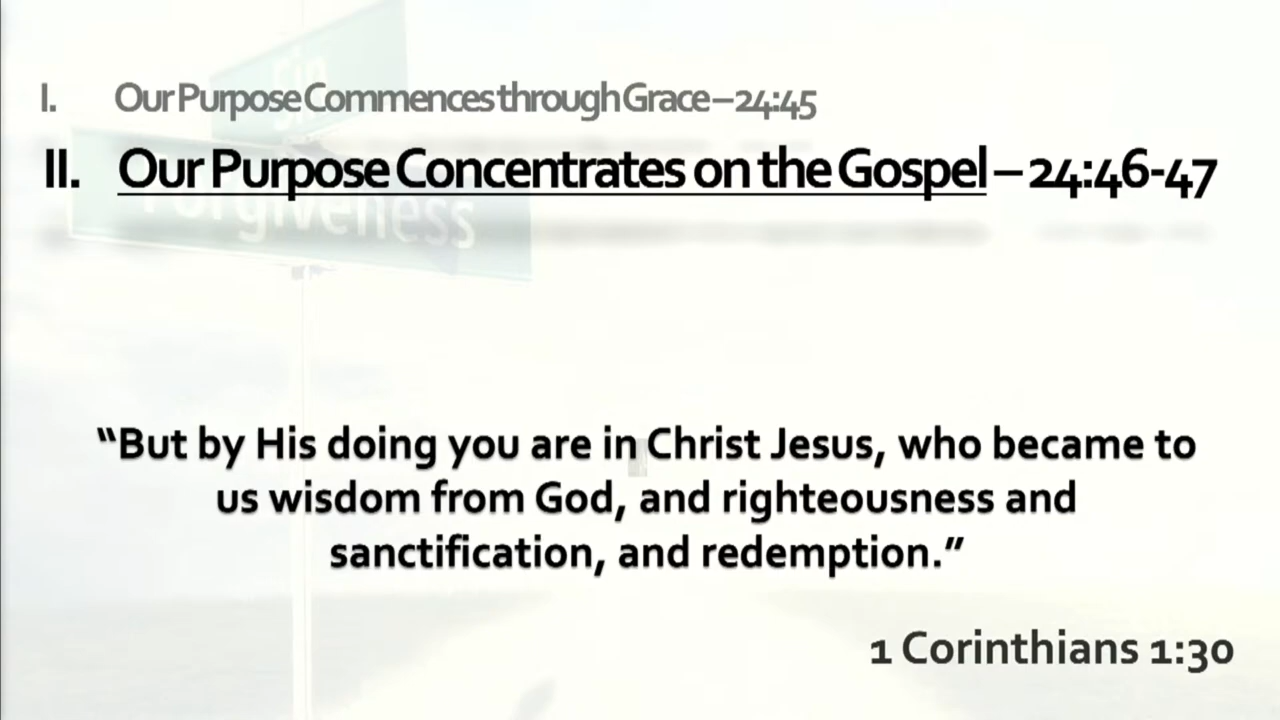 Sin
I. Our Purpose Commences through Grace – 24:45
II. Our Purpose Concentrates on the Gospel – 24:46-47
Forgiveness
“But by His doing you are in Christ Jesus, who became to
us wisdom from God, and righteousness and
sanctification, and redemption.”
1 Corinthians 1:30